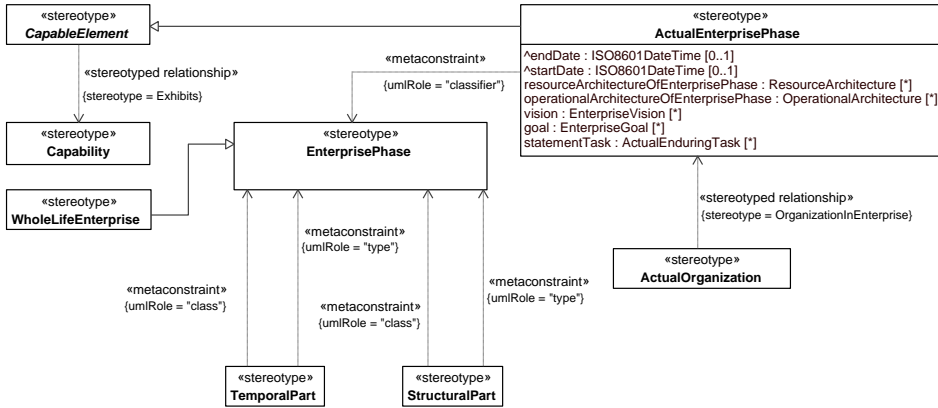 «stereotype»
CapableElement
«stereotype»
ActualEnterprisePhase
^endDate : ISO8601DateTime [0..1]
^startDate : ISO8601DateTime [0..1]
resourceArchitectureOfEnterprisePhase : ResourceArchitecture [*]
operationalArchitectureOfEnterprisePhase : OperationalArchitecture [*]
vision : EnterpriseVision [*]
goal : EnterpriseGoal [*]
statementTask : ActualEnduringTask [*]
«metaconstraint»
{umlRole = "classifier"}
«stereotyped relationship»
{stereotype = Exhibits}
«stereotype»
Capability
«stereotype»
EnterprisePhase
«stereotype»
WholeLifeEnterprise
«stereotyped relationship»
{stereotype = OrganizationInEnterprise}
«stereotype»
ActualOrganization
«metaconstraint»
{umlRole = "type"}
«metaconstraint»
{umlRole = "class"}
«metaconstraint»
{umlRole = "class"}
«metaconstraint»
{umlRole = "type"}
«stereotype»
TemporalPart
«stereotype»
StructuralPart